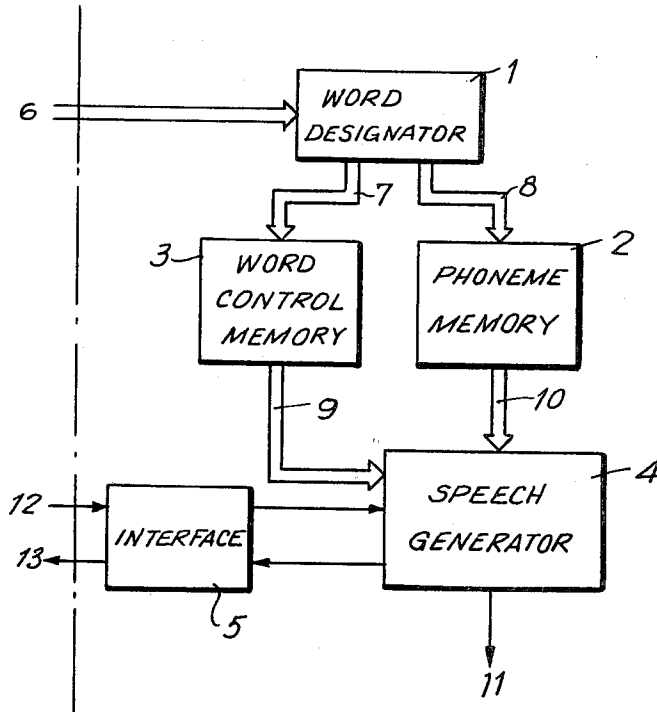 1
6
WORD
DESIGNATOR
7
8
3
WORD
CONTROL
MEMORY
2
PHONEME
MEMORY
9
10
4
SPEECH
GENERATOR
12
13
INTERFACE
5
11